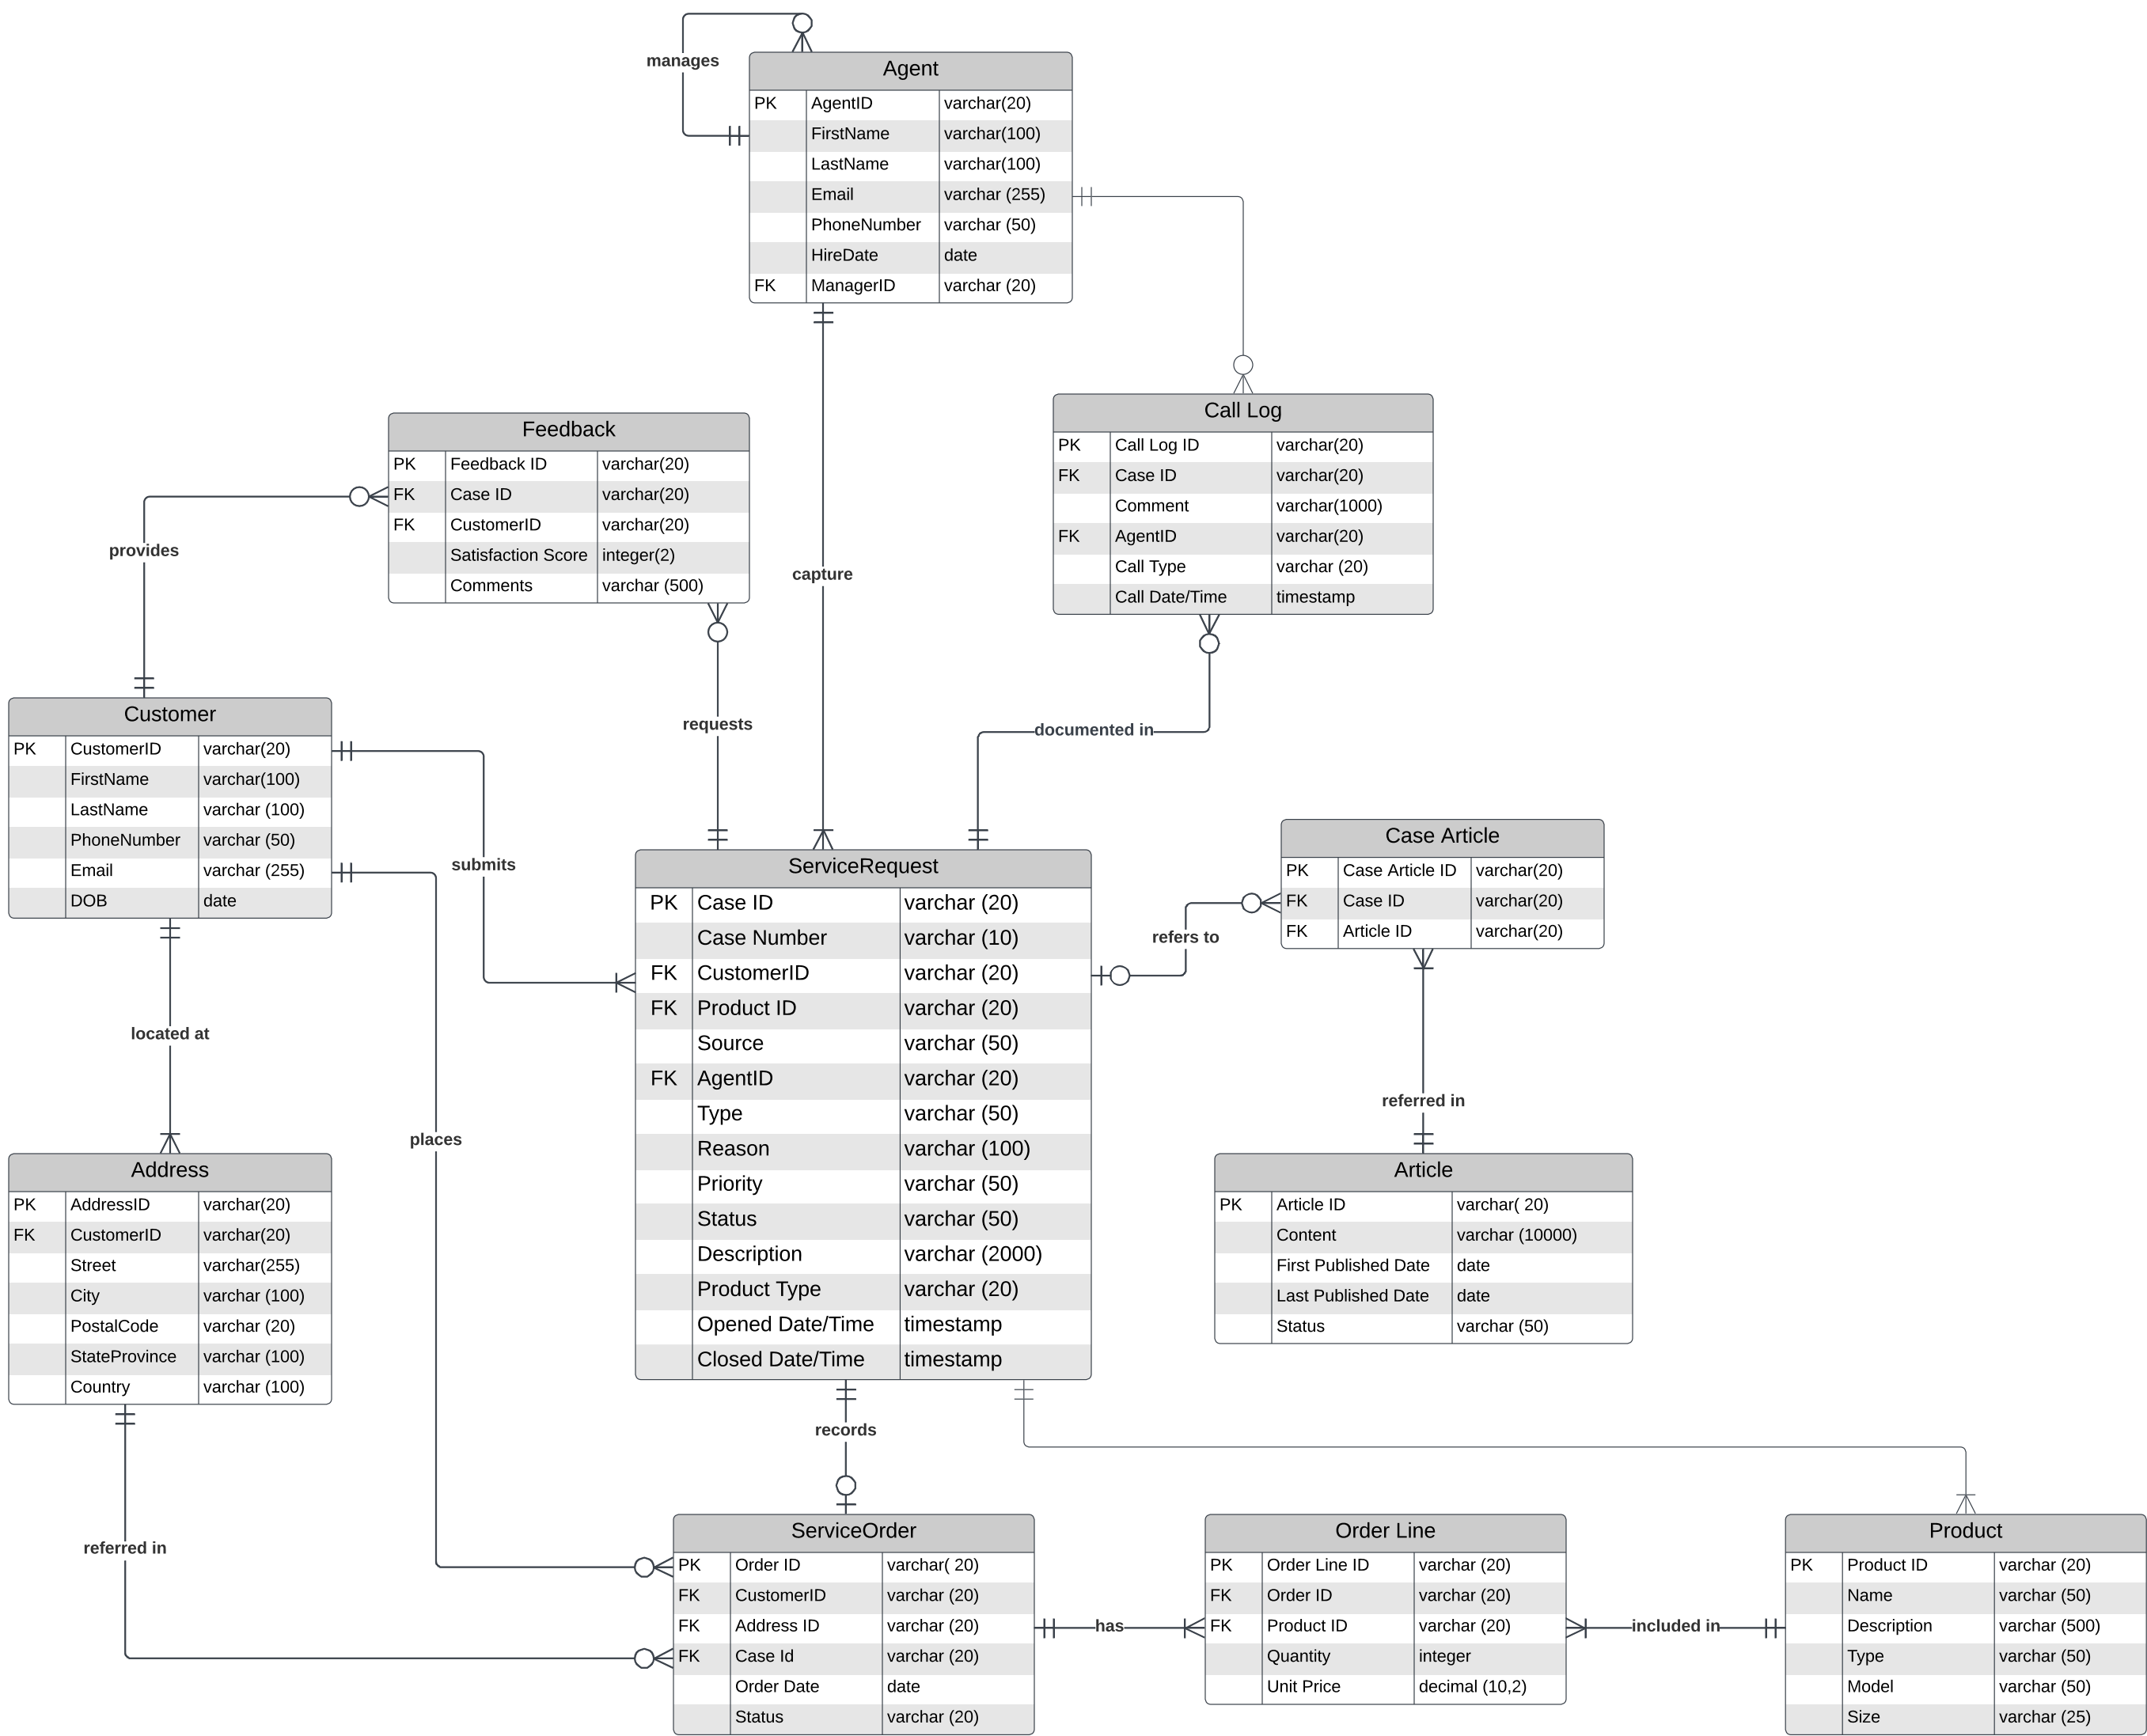 manages
Agent
PK AgentID varchar(20)
FirstName varchar(100)
LastName varchar(100)
Email varchar (255)
PhoneNumber varchar (50)
HireDate date
FK ManagerID varchar (20)
Feedback
PK Feedback ID varchar(20)
FK Case ID varchar(20)
FK CustomerID varchar(20)
Satisfaction Score integer(2)
Comments varchar (500)
Call Log
PK Call Log ID varchar(20)
FK Case ID varchar(20)
Comment varchar(1000)
FK AgentID varchar(20)
Call Type varchar (20)
Call Date/Time timestamp
provides
capture
requests
documented in
Customer
PK CustomerID varchar(20)
FirstName varchar(100)
LastName varchar (100)
PhoneNumber varchar (50)
Email varchar (255)
DOB date
submits
ServiceRequest
PK Case ID varchar (20)
Case Number varchar (10)
FK CustomerID varchar (20)
FK Product ID varchar (20)
Source varchar (50)
FK AgentID varchar (20)
Type varchar (50)
Reason varchar (100)
Priority varchar (50)
Status varchar (50)
Description varchar (2000)
Product Type varchar (20)
Opened Date/Time timestamp
Closed Date/Time timestamp
refers to
Case Article
PK Case Article ID varchar(20)
FK Case ID varchar(20)
FK Article ID varchar(20)
located at
places
referred in
Address
PK AddressID varchar(20)
FK CustomerID varchar(20)
Street varchar(255)
City varchar (100)
PostalCode varchar (20)
StateProvince varchar (100)
Country varchar (100)
Article
PK Article ID varchar( 20)
Content varchar (10000)
First Published Date date
Last Published Date date
Status varchar (50)
records
referred in
ServiceOrder
PK Order ID varchar( 20)
FK CustomerID varchar (20)
FK Address ID varchar (20)
FK Case Id varchar (20)
Order Date date
Status varchar (20)
has
Order Line
PK Order Line ID varchar (20)
FK Order ID varchar (20)
FK Product ID varchar (20)
Quantity integer
Unit Price decimal (10,2)
included in
Product
PK Product ID varchar (20)
Name varchar (50)
Description varchar (500)
Type varchar (50)
Model varchar (50)
Size varchar (25)